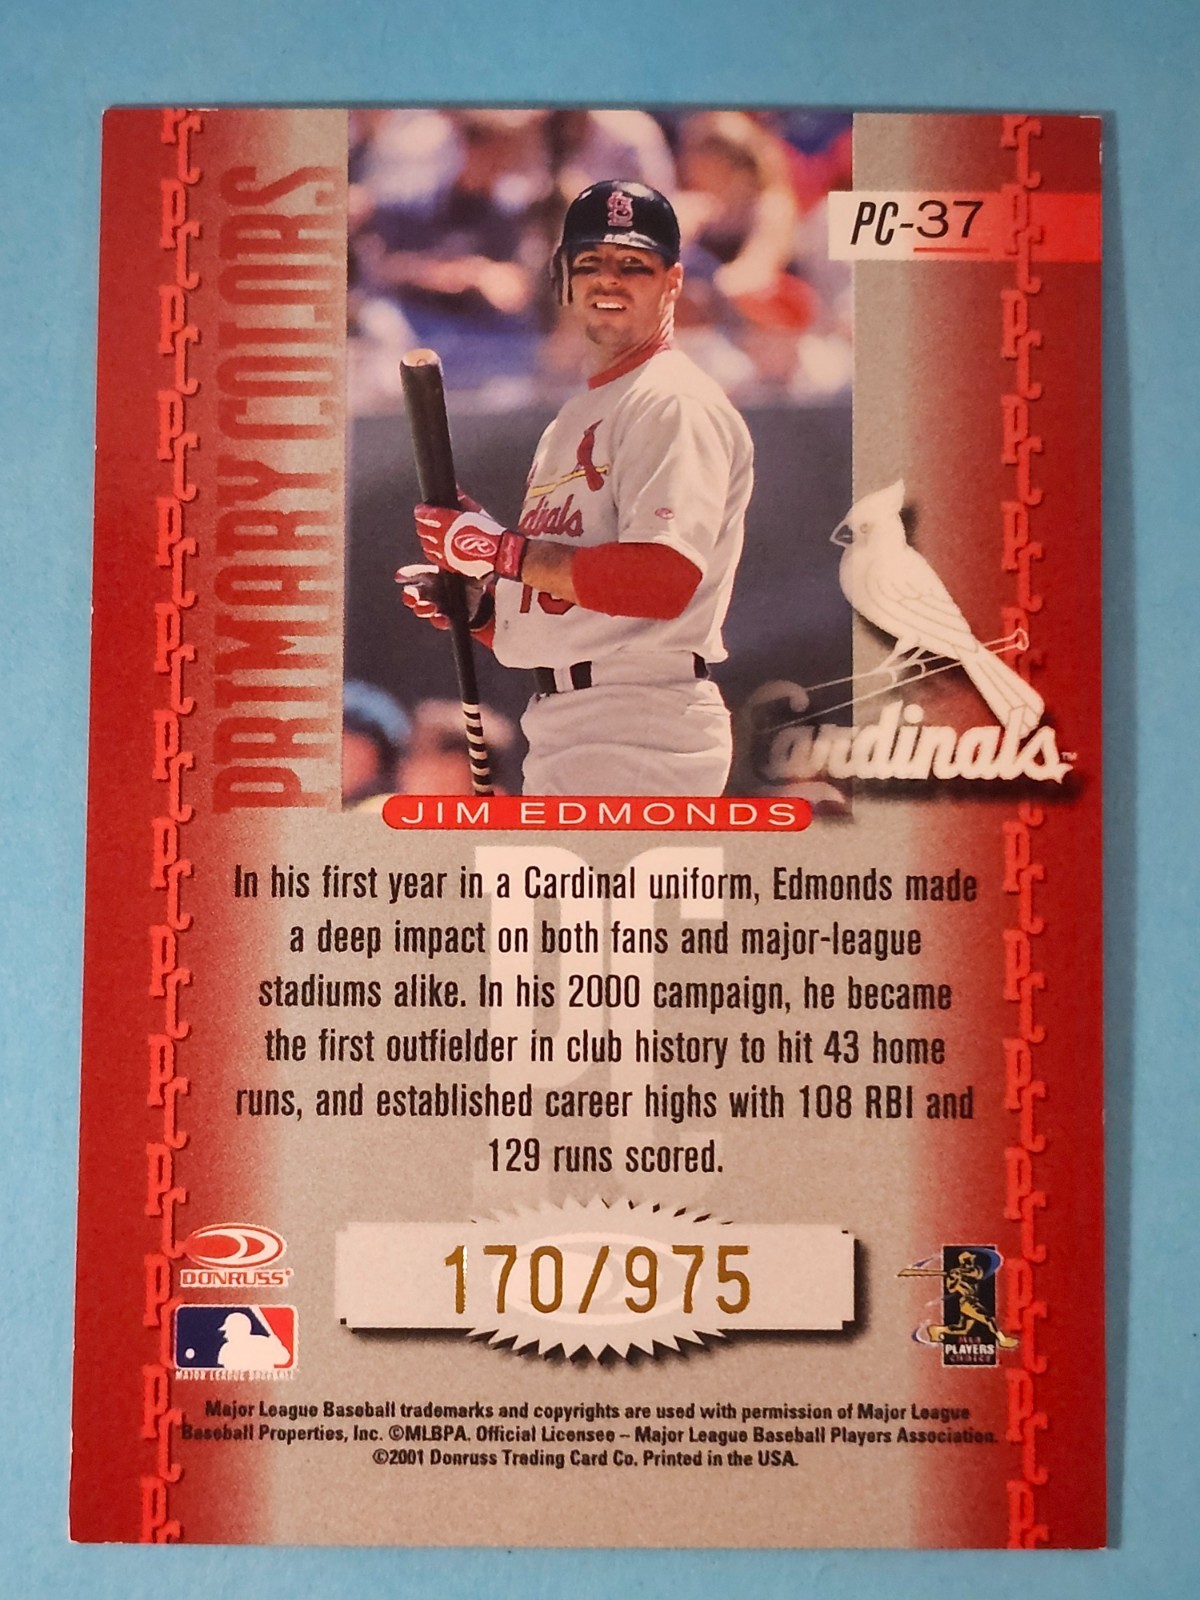 PRIMARY COLORS
PC-37
Cardinals™
JIM EDMONDS
In his first year in a Cardinal uniform, Edmonds made
a deep impact on both fans and major-league
stadiums alike. In his 2000 campaign, he became
the first outfielder in club history to hit 43 home
runs, and established career highs with 108 RBI and
129 runs scored.
PC
170/975
DONRUSS
MAJOR LEAGUE BASEBALL
PLAYERS
CHOICE
Major League Baseball trademarks and copyrights are used with permission of Major League
Baseball Properties, Inc. ©MLBPA. Official Licensee – Major League Baseball Players Association.
©2001 Donruss Trading Card Co. Printed in the USA.